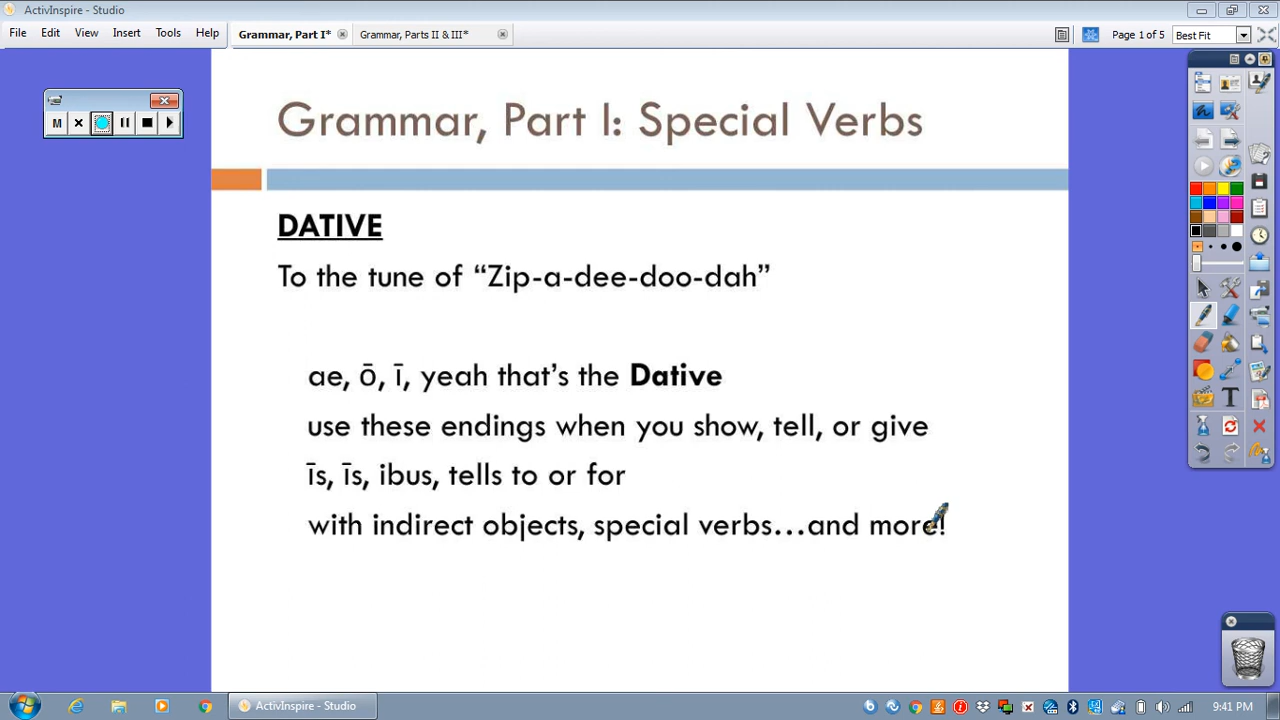 ActivInspire - Studio
File Edit View Insert Tools Help
Grammar, Part I*
Grammar, Parts II & III*
Page 1 of 5
Best Fit
M
Grammar, Part I: Special Verbs
DATIVE
To the tune of “Zip-a-dee-doo-dah”
ae, ō, ī, yeah that’s the Dative
use these endings when you show, tell, or give
īs, īs, ibus, tells to or for
with indirect objects, special verbs…and more!
ActivInspire - Studio
9:41 PM